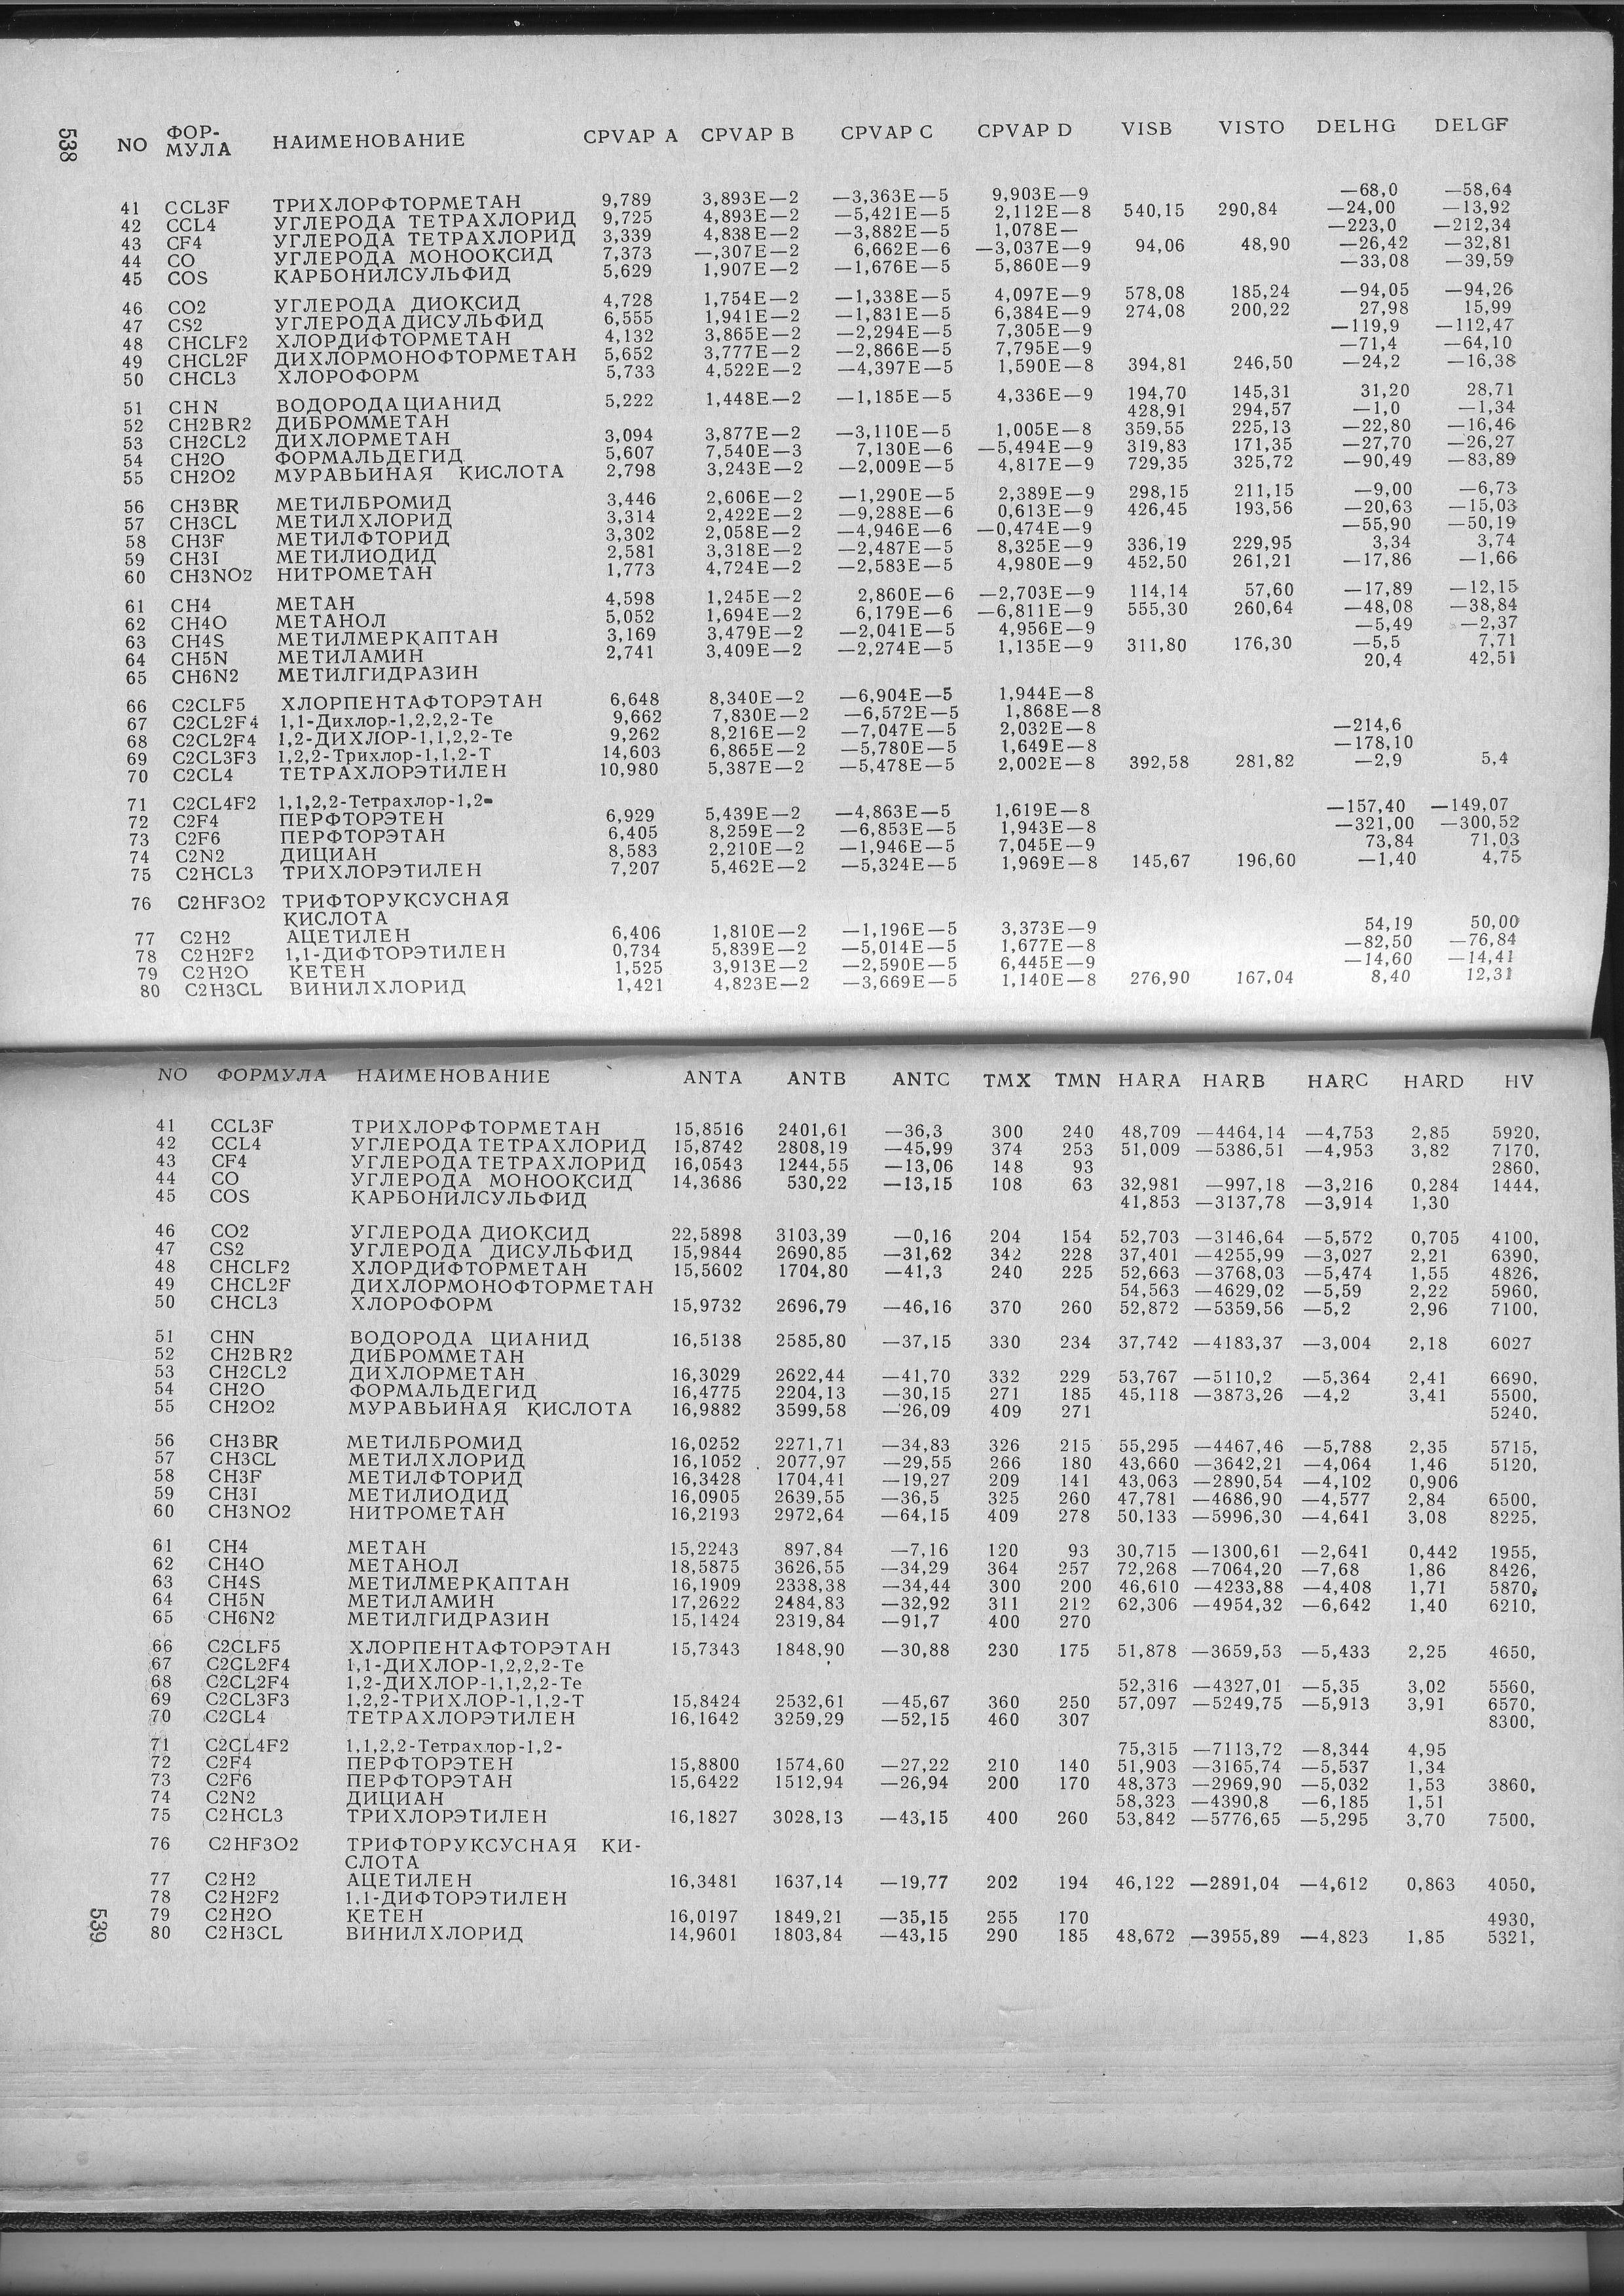 538
NO ФОР-МУЛА НАИМЕНОВАНИЕ CPVAP A CPVAP B CPVAP C CPVAP D VISB VISTO DELHG DELGF
41 CCL3F ТРИХЛОРФТОРМЕТАН 9,789 3,893E—2 —3,363E—5 9,903E—9 —68,0 —58,64
42 CCL4 УГЛЕРОДА ТЕТРАХЛОРИД 9,725 4,893E—2 —5,421E—5 2,112E—8 540,15 290,84 —24,00 —13,92
43 CF4 УГЛЕРОДА ТЕТРАХЛОРИД 3,339 4,838E—2 —3,882E—5 1,078E— —223,0 —212,34
44 CO УГЛЕРОДА МОНООКСИД 7,373 —,307E—2 6,662E—6 —3,037E—9 94,06 48,90 —26,42 —32,81
45 COS КАРБОНИЛСУЛЬФИД 5,629 1,907E—2 —1,676E—5 5,860E—9 —33,08 —39,59
46 CO2 УГЛЕРОДА ДИОКСИД 4,728 1,754E—2 —1,338E—5 4,097E—9 578,08 185,24 —94,05 —94,26
47 CS2 УГЛЕРОДА ДИСУЛЬФИД 6,555 1,941E—2 —1,831E—5 6,384E—9 274,08 200,22 27,98 15,99
48 CHCLF2 ХЛОРДИФТОРМЕТАН 4,132 3,865E—2 —2,294E—5 7,305E—9 —119,9 —112,47
49 CHCL2F ДИХЛОРМОНОФТОРМЕТАН 5,652 3,777E—2 —2,866E—5 7,795E—9 —71,4 —64,10
50 CHCL3 ХЛОРОФОРМ 5,733 4,522E—2 —4,397E—5 1,590E—8 394,81 246,50 —24,2 —16,38
51 CHN ВОДОРОДА ЦИАНИД 5,222 1,448E—2 —1,185E—5 4,336E—9 194,70 145,31 31,20 28,71
52 CH2BR2 ДИБРОММЕТАН 428,91 294,57 —1,0 —1,34
53 CH2CL2 ДИХЛОРМЕТАН 3,094 3,877E—2 —3,110E—5 1,005E—8 359,55 225,13 —22,80 —16,46
54 CH2O ФОРМАЛЬДЕГИД 5,607 7,540E—3 7,130E—6 —5,494E—9 319,83 171,35 —27,70 —26,27
55 CH2O2 МУРАВЬИНАЯ КИСЛОТА 2,798 3,243E—2 —2,009E—5 4,817E—9 729,35 325,72 —90,49 —83,89
56 CH3BR МЕТИЛБРОМИД 3,446 2,606E—2 —1,290E—5 2,389E—9 298,15 211,15 —9,00 —6,73
57 CH3CL МЕТИЛХЛОРИД 3,314 2,422E—2 —9,288E—6 0,613E—9 426,45 193,56 —20,63 —15,03
58 CH3F МЕТИЛФТОРИД 3,302 2,058E—2 —4,946E—6 —0,474E—9 —55,90 —50,19
59 CH3I МЕТИЛИОДИД 2,581 3,318E—2 —2,487E—5 8,325E—9 336,19 229,95 3,34 3,74
60 CH3NO2 НИТРОМЕТАН 1,773 4,724E—2 —2,583E—5 4,980E—9 452,50 261,21 —17,86 —1,66
61 CH4 МЕТАН 4,598 1,245E—2 2,860E—6 —2,703E—9 114,14 57,60 —17,89 —12,15
62 CH4O МЕТАНОЛ 5,052 1,694E—2 6,179E—6 —6,811E—9 555,30 260,64 —48,08 —38,84
63 CH4S МЕТИЛМЕРКАПТАН 3,169 3,479E—2 —2,041E—5 4,956E—9 —5,49 —2,37
64 CH5N МЕТИЛАМИН 2,741 3,409E—2 —2,274E—5 1,135E—9 311,80 176,30 —5,5 7,71
65 CH6N2 МЕТИЛГИДРАЗИН 20,4 42,51
66 C2CLF5 ХЛОРПЕНТАФТОРЭТАН 6,648 8,340E—2 —6,904E—5 1,944E—8
67 C2CL2F4 1,1-Дихлор-1,2,2,2-Те 9,662 7,830E—2 —6,572E—5 1,868E—8
68 C2CL2F4 1,2-ДИХЛОР-1,1,2,2-Те 9,262 8,216E—2 —7,047E—5 2,032E—8 —214,6
69 C2CL3F3 1,2,2-Трихлор-1,1,2-Т 14,603 6,865E—2 —5,780E—5 1,649E—8 —178,10
70 C2CL4 ТЕТРАХЛОРЭТИЛЕН 10,980 5,387E—2 —5,478E—5 2,002E—8 392,58 281,82 —2,9 5,4
71 C2CL4F2 1,1,2,2-Тетрахлор-1,2-
72 C2F4 ПЕРФТОРЭТЕН 6,929 5,439E—2 —4,863E—5 1,619E—8 —157,40 —149,07
73 C2F6 ПЕРФТОРЭТАН 6,405 8,259E—2 —6,853E—5 1,943E—8 —321,00 —300,52
74 C2N2 ДИЦИАН 8,583 2,210E—2 —1,946E—5 7,045E—9 73,84 71,03
75 C2HCL3 ТРИХЛОРЭТИЛЕН 7,207 5,462E—2 —5,324E—5 1,969E—8 145,67 196,60 —1,40 4,75
76 C2HF3O2 ТРИФТОРУКСУСНАЯ
КИСЛОТА
77 C2H2 АЦЕТИЛЕН 6,406 1,810E—2 —1,196E—5 3,373E—9 54,19 50,00
78 C2H2F2 1,1-ДИФТОРЭТИЛЕН 0,734 5,839E—2 —5,014E—5 1,677E—8 —82,50 —76,84
79 C2H2O КЕТЕН 1,525 3,913E—2 —2,590E—5 6,445E—9 —14,60 —14,41
80 C2H3CL ВИНИЛХЛОРИД 1,421 4,823E—2 —3,669E—5 1,140E—8 276,90 167,04 8,40 12,31
NO ФОРМУЛА НАИМЕНОВАНИЕ ANTA ANTB ANTC TMX TMN HARA HARB HARC HARD HV
41 CCL3F ТРИХЛОРФТОРМЕТАН 15,8516 2401,61 —36,3 300 240 48,709 —4464,14 —4,753 2,85 5920,
42 CCL4 УГЛЕРОДА ТЕТРАХЛОРИД 15,8742 2808,19 —45,99 374 253 51,009 —5386,51 —4,953 3,82 7170,
43 CF4 УГЛЕРОДА ТЕТРАХЛОРИД 16,0543 1244,55 —13,06 148 93 2860,
44 CO УГЛЕРОДА МОНООКСИД 14,3686 530,22 —13,15 108 63 32,981 —997,18 —3,216 0,284 1444,
45 COS КАРБОНИЛСУЛЬФИД 41,853 —3137,78 —3,914 1,30
46 CO2 УГЛЕРОДА ДИОКСИД 22,5898 3103,39 —0,16 204 154 52,703 —3146,64 —5,572 0,705 4100,
47 CS2 УГЛЕРОДА ДИСУЛЬФИД 15,9844 2690,85 —31,62 342 228 37,401 —4255,99 —3,027 2,21 6390,
48 CHCLF2 ХЛОРДИФТОРМЕТАН 15,5602 1704,80 —41,3 240 225 52,663 —3768,03 —5,474 1,55 4826,
49 CHCL2F ДИХЛОРМОНОФТОРМЕТАН 54,563 —4629,02 —5,59 2,22 5960,
50 CHCL3 ХЛОРОФОРМ 15,9732 2696,79 —46,16 370 260 52,872 —5359,56 —5,2 2,96 7100,
51 CHN ВОДОРОДА ЦИАНИД 16,5138 2585,80 —37,15 330 234 37,742 —4183,37 —3,004 2,18 6027
52 CH2BR2 ДИБРОММЕТАН
53 CH2CL2 ДИХЛОРМЕТАН 16,3029 2622,44 —41,70 332 229 53,767 —5110,2 —5,364 2,41 6690,
54 CH2O ФОРМАЛЬДЕГИД 16,4775 2204,13 —30,15 271 185 45,118 —3873,26 —4,2 3,41 5500,
55 CH2O2 МУРАВЬИНАЯ КИСЛОТА 16,9882 3599,58 —26,09 409 271 5240,
56 CH3BR МЕТИЛБРОМИД 16,0252 2271,71 —34,83 326 215 55,295 —4467,46 —5,788 2,35 5715,
57 CH3CL МЕТИЛХЛОРИД 16,1052 2077,97 —29,55 266 180 43,660 —3642,21 —4,064 1,46 5120,
58 CH3F МЕТИЛФТОРИД 16,3428 1704,41 —19,27 209 141 43,063 —2890,54 —4,102 0,906
59 CH3I МЕТИЛИОДИД 16,0905 2639,55 —36,5 325 260 47,781 —4686,90 —4,577 2,84 6500,
60 CH3NO2 НИТРОМЕТАН 16,2193 2972,64 —64,15 409 278 50,133 —5996,30 —4,641 3,08 8225,
61 CH4 МЕТАН 15,2243 897,84 —7,16 120 93 30,715 —1300,61 —2,641 0,442 1955,
62 CH4O МЕТАНОЛ 18,5875 3626,55 —34,29 364 257 72,268 —7064,20 —7,68 1,86 8426,
63 CH4S МЕТИЛМЕРКАПТАН 16,1909 2338,38 —34,44 300 200 46,610 —4233,88 —4,408 1,71 5870,
64 CH5N МЕТИЛАМИН 17,2622 2484,83 —32,92 311 212 62,306 —4954,32 —6,642 1,40 6210,
65 CH6N2 МЕТИЛГИДРАЗИН 15,1424 2319,84 —91,7 400 270
66 C2CLF5 ХЛОРПЕНТАФТОРЭТАН 15,7343 1848,90 —30,88 230 175 51,878 —3659,53 —5,433 2,25 4650,
67 C2CL2F4 1,1-ДИХЛОР-1,2,2,2-Те
68 C2CL2F4 1,2-ДИХЛОР-1,1,2,2-Те 52,316 —4327,01 —5,35 3,02 5560,
69 C2CL3F3 1,2,2-ТРИХЛОР-1,1,2-Т 15,8424 2532,61 —45,67 360 250 57,097 —5249,75 —5,913 3,91 6570,
70 C2CL4 ТЕТРАХЛОРЭТИЛЕН 16,1642 3259,29 —52,15 460 307 8300,
71 C2CL4F2 1,1,2,2-Тетрахлор-1,2- 75,315 —7113,72 —8,344 4,95
72 C2F4 ПЕРФТОРЭТЕН 15,8800 1574,60 —27,22 210 140 51,903 —3165,74 —5,537 1,34
73 C2F6 ПЕРФТОРЭТАН 15,6422 1512,94 —26,94 200 170 48,373 —2969,90 —5,032 1,53 3860,
74 C2N2 ДИЦИАН 58,323 —4390,8 —6,185 1,51
75 C2HCL3 ТРИХЛОРЭТИЛЕН 16,1827 3028,13 —43,15 400 260 53,842 —5776,65 —5,295 3,70 7500,
76 C2HF3O2 ТРИФТОРУКСУСНАЯ КИ-
СЛОТА
77 C2H2 АЦЕТИЛЕН 16,3481 1637,14 —19,77 202 194 46,122 —2891,04 —4,612 0,863 4050,
78 C2H2F2 1.1-ДИФТОРЭТИЛЕН
79 C2H2O КЕТЕН 16,0197 1849,21 —35,15 255 170 4930,
80 C2H3CL ВИНИЛХЛОРИД 14,9601 1803,84 —43,15 290 185 48,672 —3955,89 —4,823 1,85 5321,
539